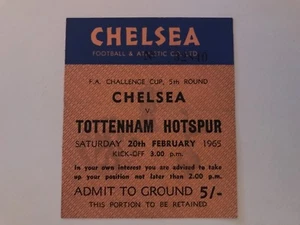 CHELSEA
FOOTBALL & ATHLETIC CO. LTD
F.A. CHALLENGE CUP, 5th ROUND
CHELSEA
v.
TOTTENHAM HOTSPUR
SATURDAY 20th FEBRUARY 1965
KICK-OFF 3.00 p.m.
In your own interest you are advised to take
up your position not later than 2.00 p.m.
ADMIT TO GROUND 5/-
THIS PORTION TO BE RETAINED